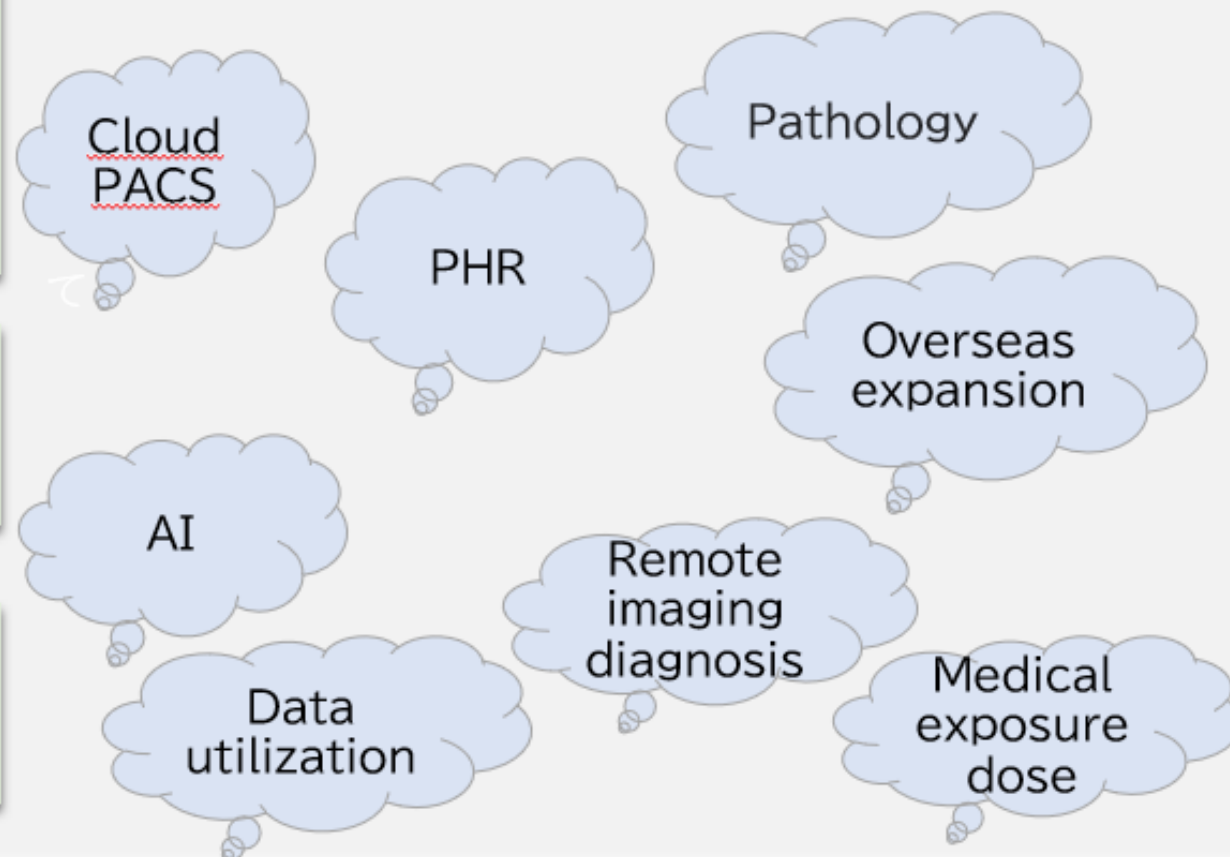 Cloud
PACS
PHR
Pathology
Overseas
expansion
AI
Remote
imaging
diagnosis
Data
utilization
Medical
exposure
dose